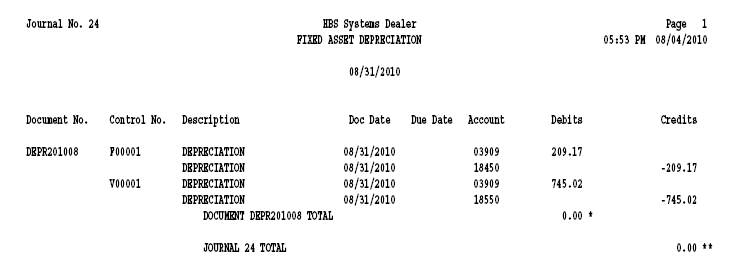 Journal No. 24 HBS Systems Dealer Page 1
FIXED ASSET DEPRECIATION 05:53 PM 08/04/2010
08/31/2010
Document No. Control No. Description Doc Date Due Date Account Debits Credits
DEPR201008 F00001 DEPRECIATION 08/31/2010 03909 209.17
DEPRECIATION 08/31/2010 18450 -209.17
V00001 DEPRECIATION 08/31/2010 03909 745.02
DEPRECIATION 08/31/2010 18550 -745.02
DOCUMENT DEPR201008 TOTAL 0.00 *
JOURNAL 24 TOTAL 0.00 **